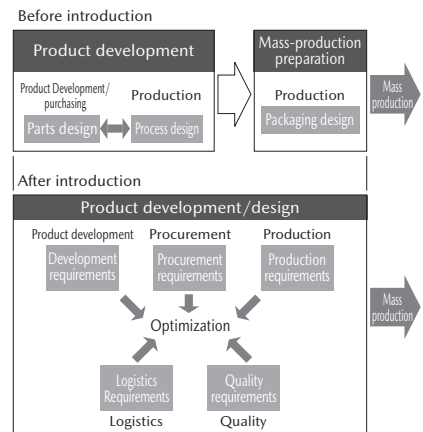 Before introduction
Product development
Product Development/
purchasing
Production
Parts design
Process design
Mass-production
preparation
Production
Packaging design
Mass
production
After introduction
Product development/design
Product development
Procurement
Production
Development
requirements
Procurement
requirements
Production
requirements
Optimization
Mass
production
Logistics
Requirements
Quality
requirements
Logistics
Quality